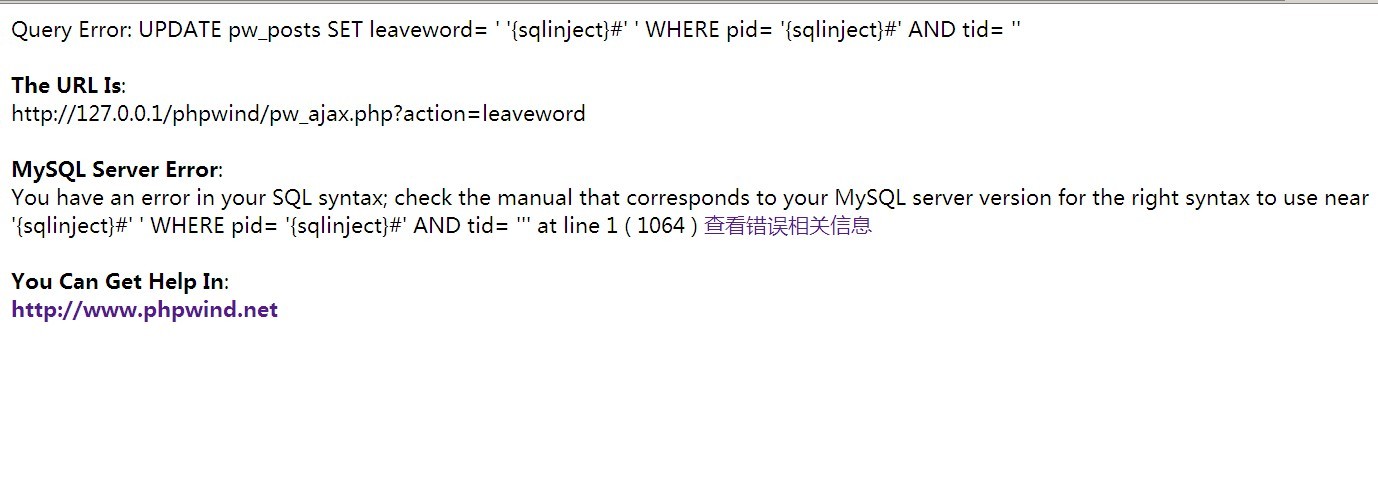 Query Error: UPDATE pw_posts SET leaveword= ' '{sqlinject}#' ' WHERE pid= '{sqlinject}#' AND tid= ''
The URL Is:
http://127.0.0.1/phpwind/pw_ajax.php?action=leaveword
MySQL Server Error:
You have an error in your SQL syntax; check the manual that corresponds to your MySQL server version for the right syntax to use near
'{sqlinject}#' ' WHERE pid= '{sqlinject}#' AND tid= ''' at line 1 ( 1064 ) 查看错误相关信息
You Can Get Help In:
http://www.phpwind.net